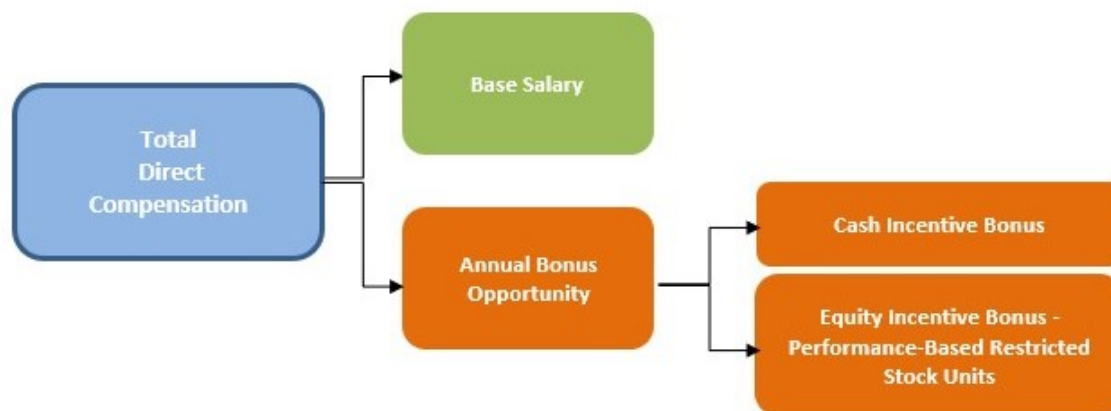 Base Salary
Total
Direct
Compensation
Cash Incentive Bonus
Annual Bonus
Opportunity
Equity Incentive Bonus -
Performance-Based Restricted
Stock Units